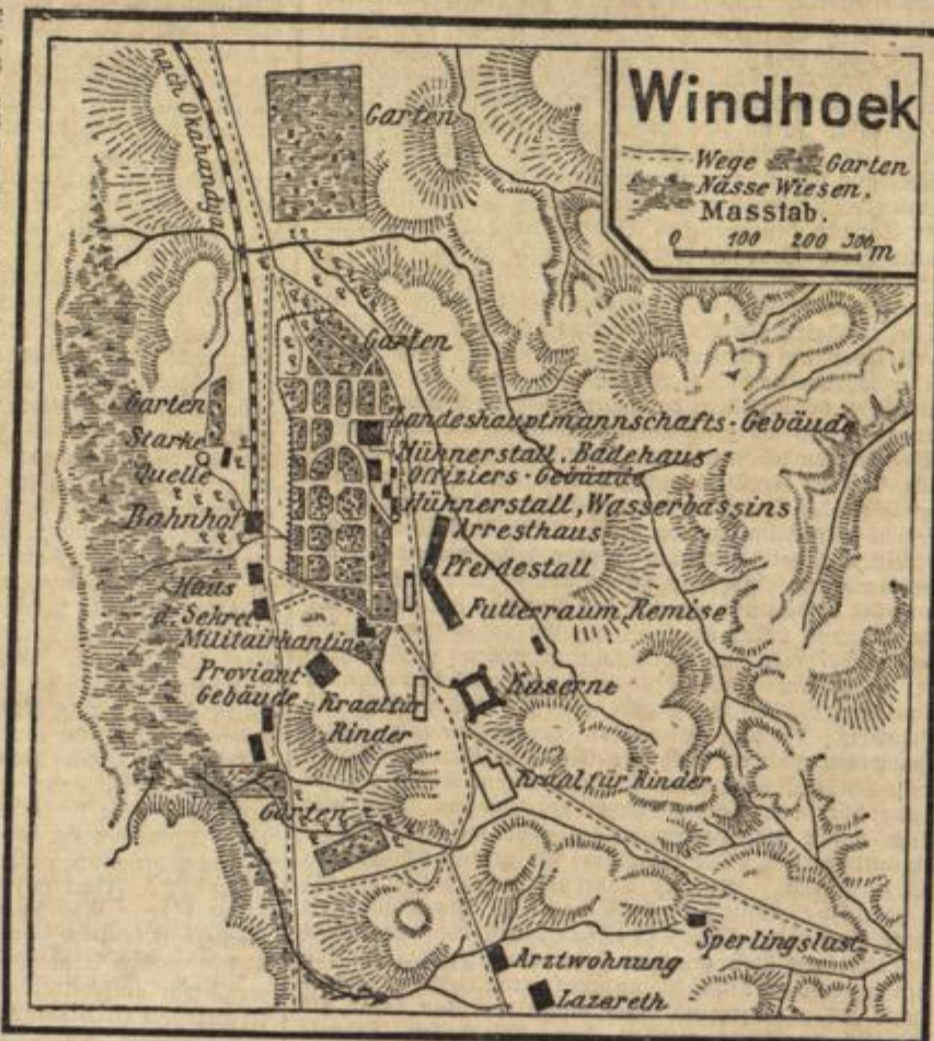 Windhoek
Wege Garten
Nässe Wiesen.
Masstab.
0 100 200 300 m
nach Okahandya
Garten
Garten
Garten
Starke
Quelle
Landeshauptmannschafts-Gebäude
Hühnerstall. Badehaus
Offiziers-Gebäude
Hühnerstall, Wasserbassins
Arresthaus
Bahnhof
Pferdestall
Haus
d. Sekret.
Futterraum, Remise
Militairkantine
Proviant-
Gebäude
Kraal für
Rinder
Kaserne
Kraal für Rinder
Garten
Sperlingslust
Arztwohnung
Lazareth